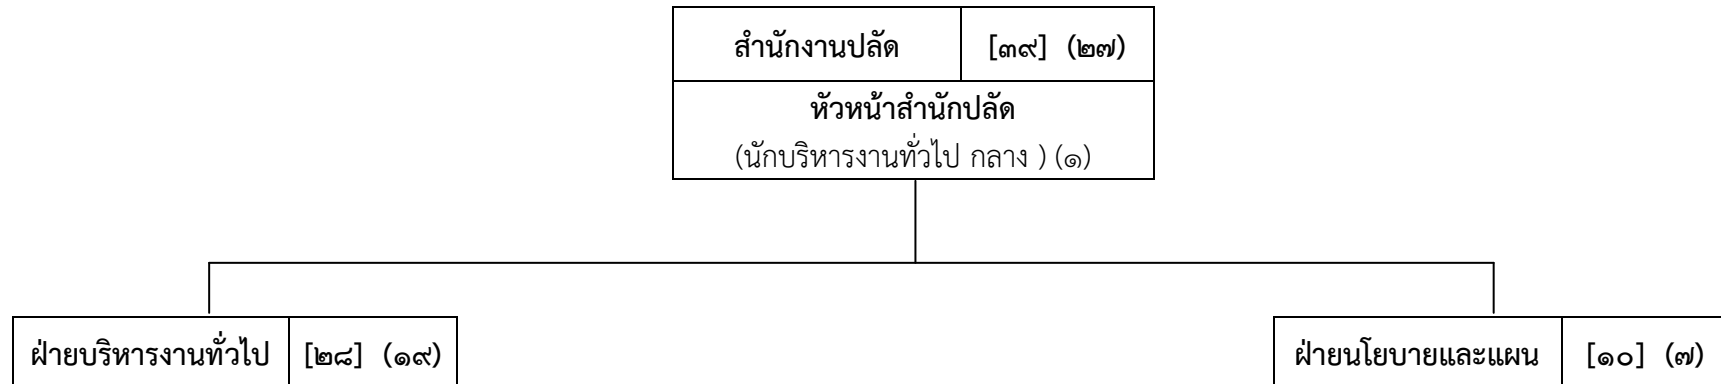 สำนักงานปลัด [๓๙] (๒๗)
หัวหน้าสำนักปลัด
(นักบริหารงานทั่วไป กลาง ) (๑)
ฝ่ายบริหารงานทั่วไป [๒๘] (๑๙) ฝ่ายนโยบายและแผน [๑๐] (๗)